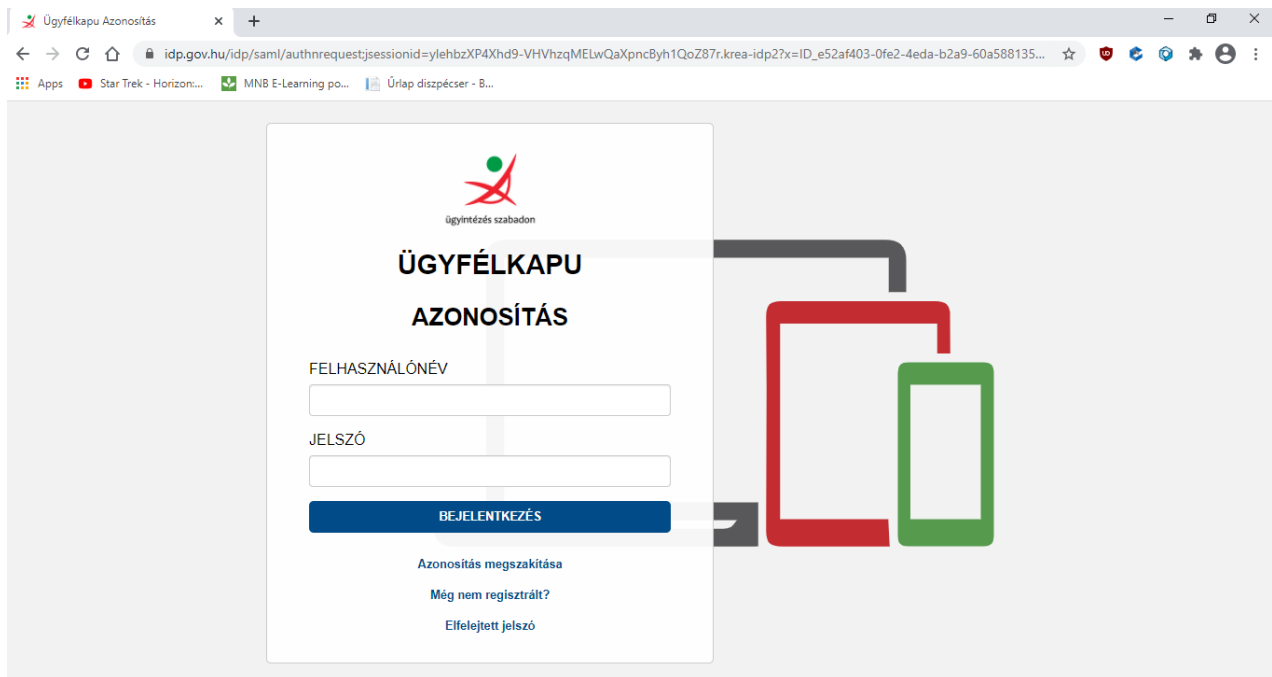 Ügyfélkapu Azonosítás
idp.gov.hu/idp/saml/authnrequest;jsessionid=ylehbzXP4Xhd9-VHVhzqMELwQaXpncByh1QoZ87r.krea-idp2?x=ID_e52af403-0fe2-4eda-b2a9-60a588135...
Apps Star Trek - Horizon:... MNB E-Learning po... Űrlap diszpécser - B...
ügyintézés szabadon
ÜGYFÉLKAPU
AZONOSÍTÁS
FELHASZNÁLÓNÉV
JELSZÓ
BEJELENTKEZÉS
Azonosítás megszakítása
Még nem regisztrált?
Elfelejtett jelszó